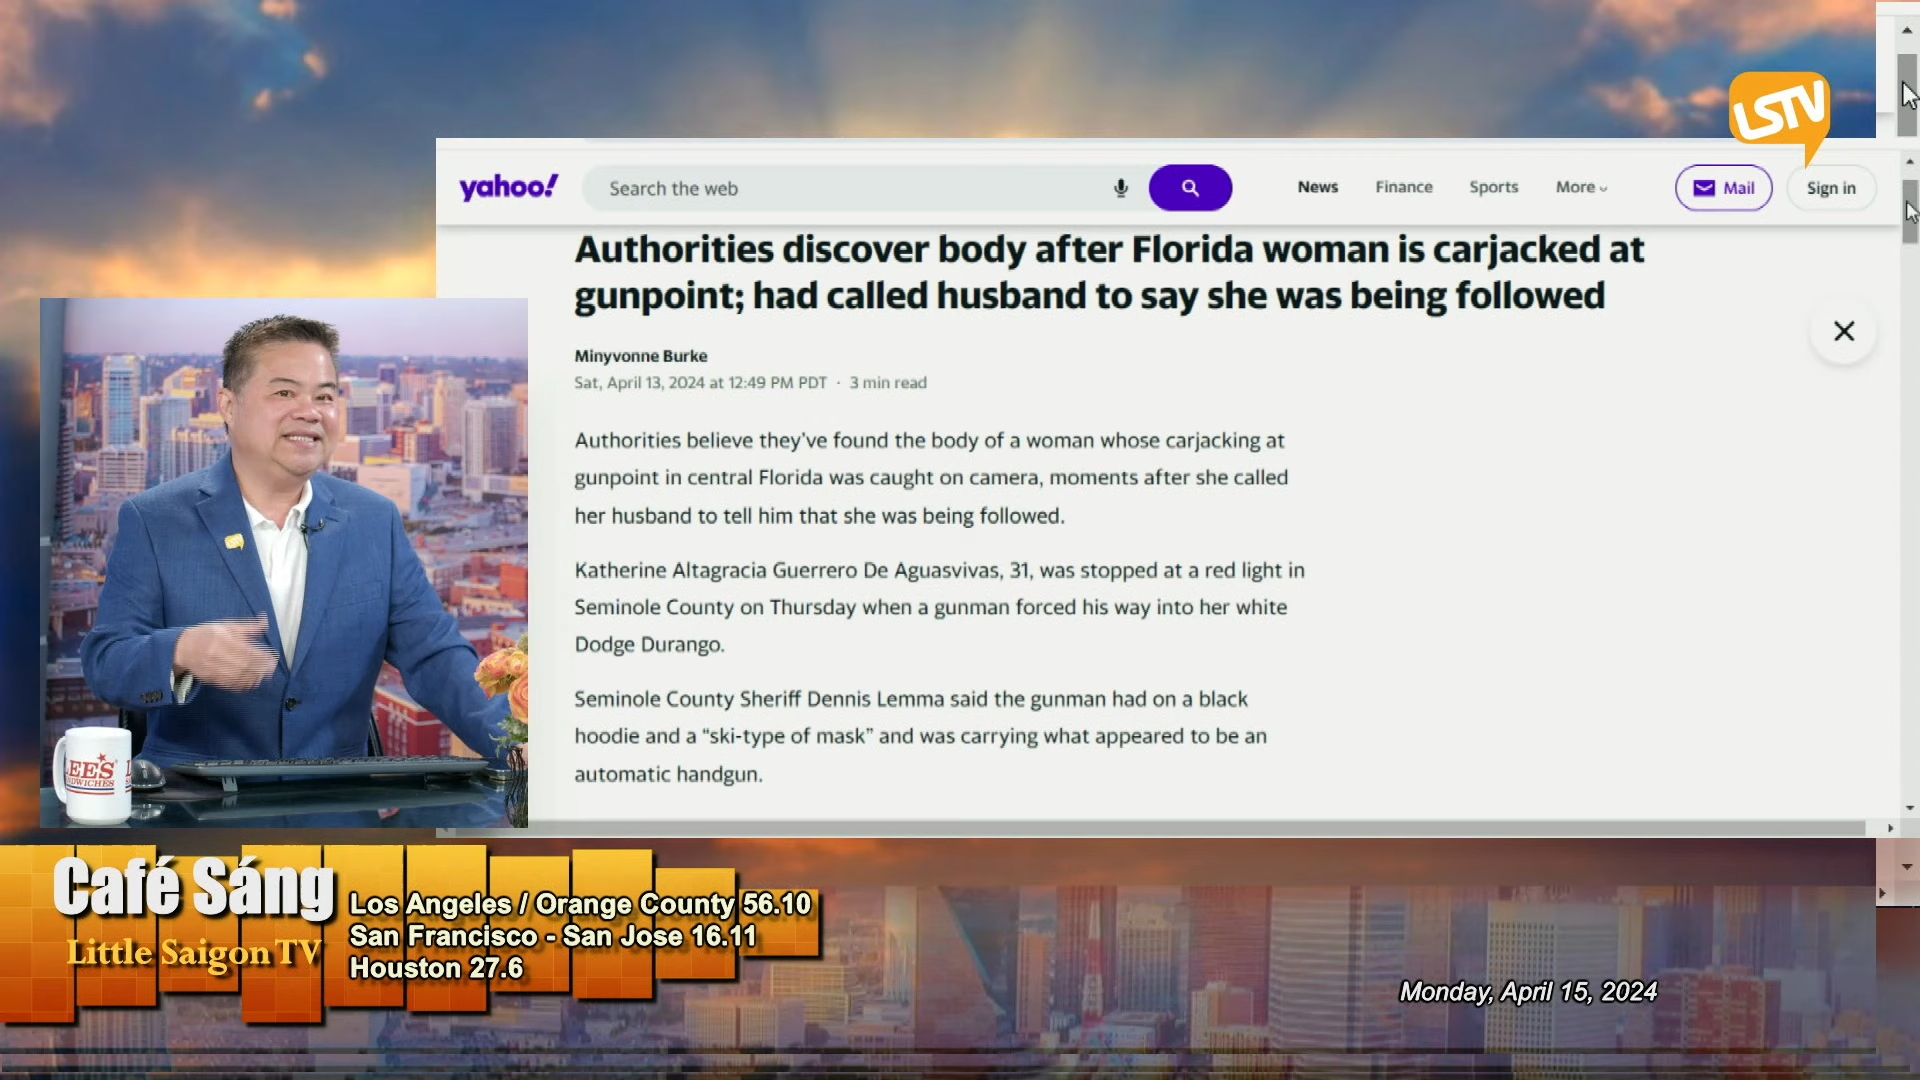 LSTV
yahoo!
Search the web
News
Finance
Sports
More
Mail
Sign in
Authorities discover body after Florida woman is carjacked at
gunpoint; had called husband to say she was being followed
Minyvonne Burke
Sat, April 13, 2024 at 12:49 PM PDT · 3 min read
Authorities believe they've found the body of a woman whose carjacking at
gunpoint in central Florida was caught on camera, moments after she called
her husband to tell him that she was being followed.
Katherine Altagracia Guerrero De Aguasvivas, 31, was stopped at a red light in
Seminole County on Thursday when a gunman forced his way into her white
Dodge Durango.
Seminole County Sheriff Dennis Lemma said the gunman had on a black
hoodie and a “ski-type of mask” and was carrying what appeared to be an
automatic handgun.
Café Sáng
Little Saigon TV
Los Angeles / Orange County 56.10
San Francisco - San Jose 16.11
Houston 27.6
Monday, April 15, 2024